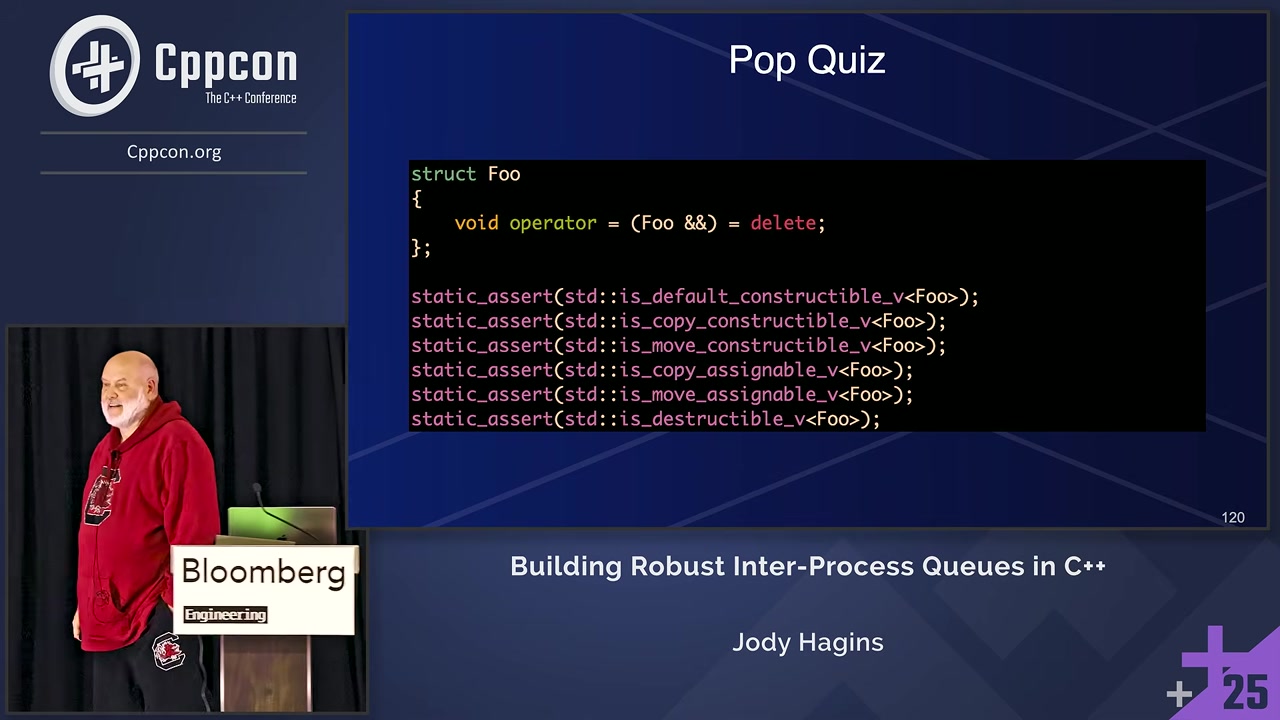 Cppcon
The C++ Conference
Cppcon.org
Pop Quiz
struct Foo
{
    void operator = (Foo &&) = delete;
};
static_assert(std::is_default_constructible_v<Foo>);
static_assert(std::is_copy_constructible_v<Foo>);
static_assert(std::is_move_constructible_v<Foo>);
static_assert(std::is_copy_assignable_v<Foo>);
static_assert(std::is_move_assignable_v<Foo>);
static_assert(std::is_destructible_v<Foo>);
120
Bloomberg
Engineering
Building Robust Inter-Process Queues in C++
Jody Hagins
25